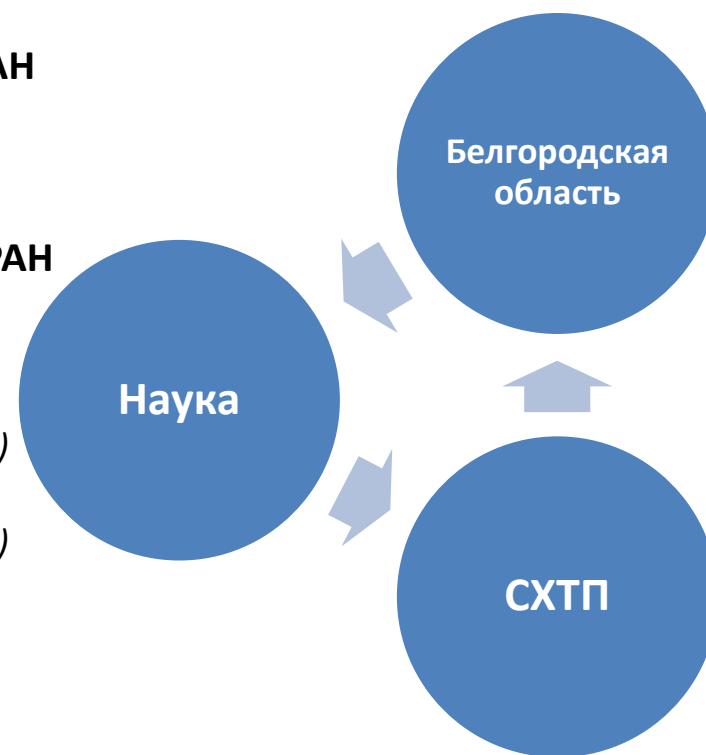 АН
Белгородская
область
РАН
Наука
)
)
СХТП